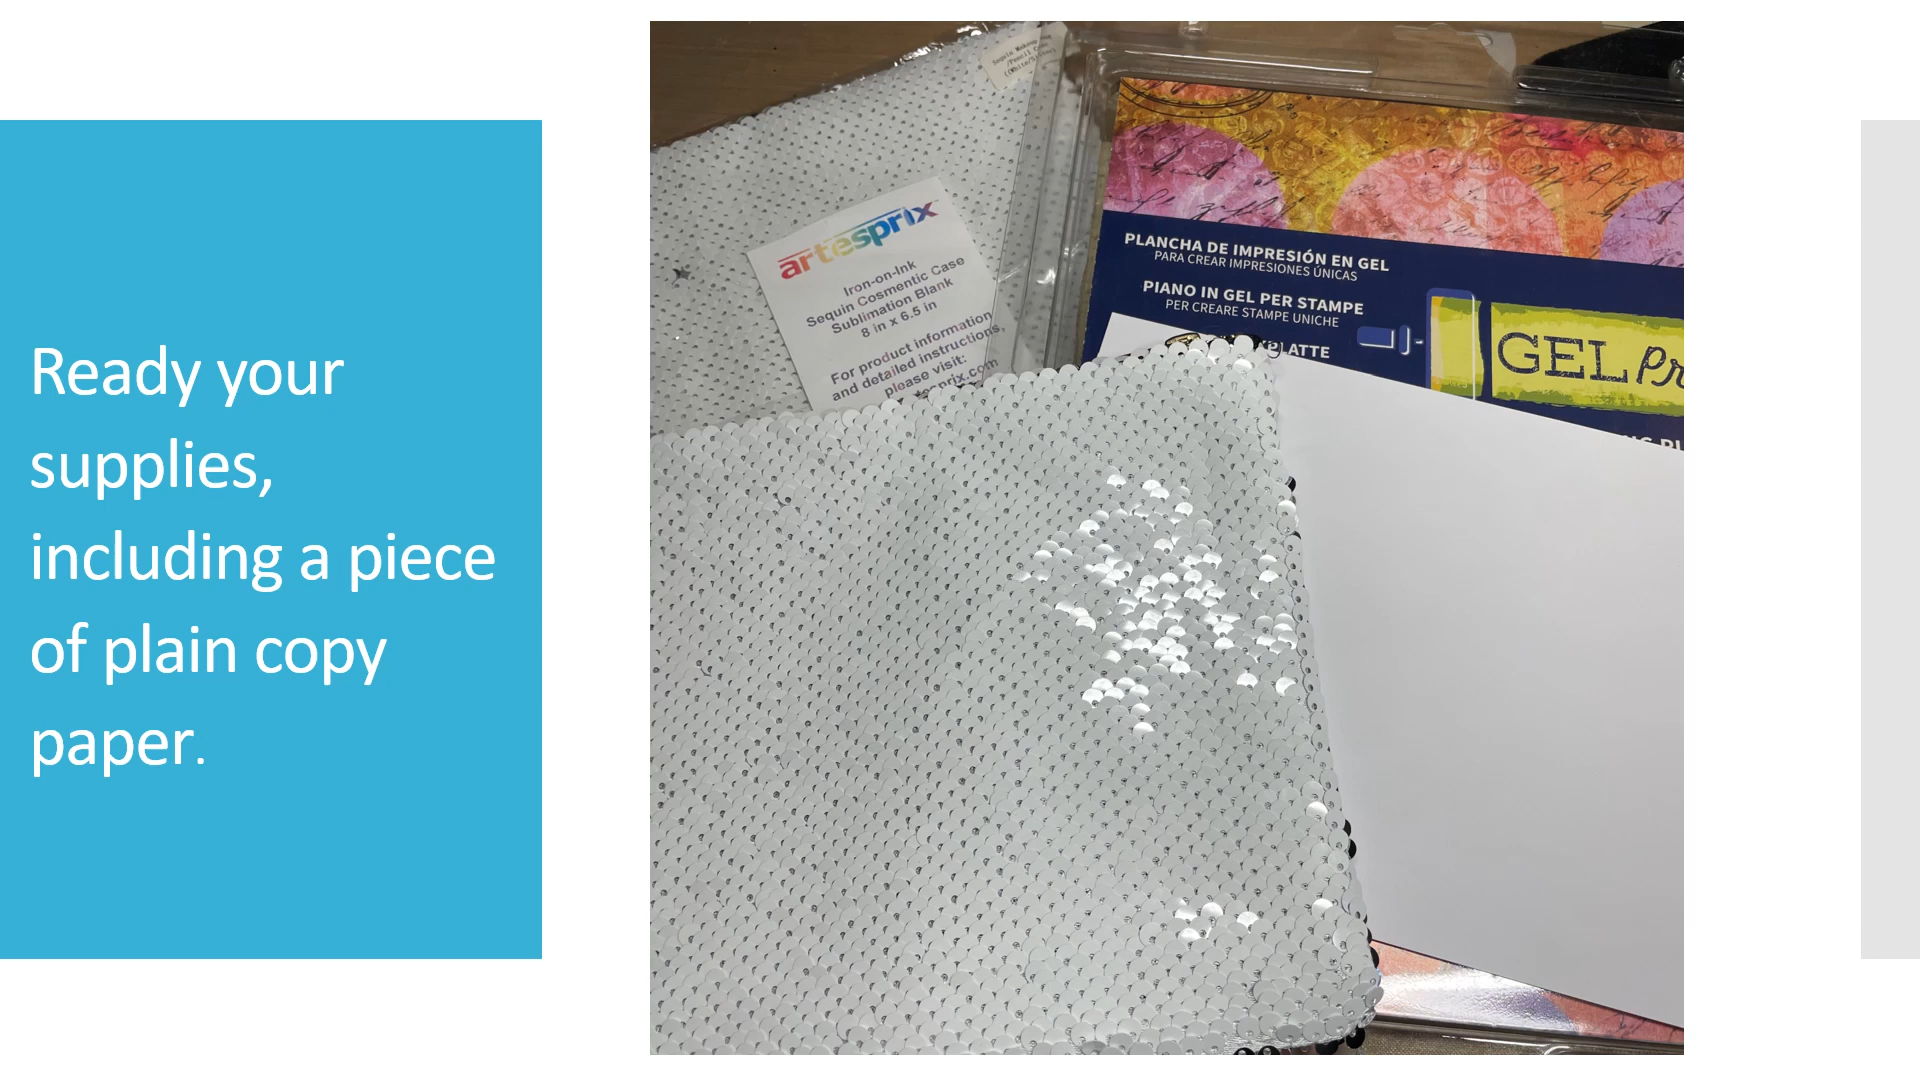 Ready your
supplies,
including a piece
of plain copy
paper.
artesprix
Iron-on-Ink
Sequin Cosmentic Case
Sublimation Blank
8 in x 6.5 in
For product information
and detailed instructions,
please visit:
PLANCHA DE IMPRESIÓN EN GEL
PARA CREAR IMPRESIONES ÚNICAS
PIANO IN GEL PER STAMPE
PER CREARE STAMPE UNICHE
GEL